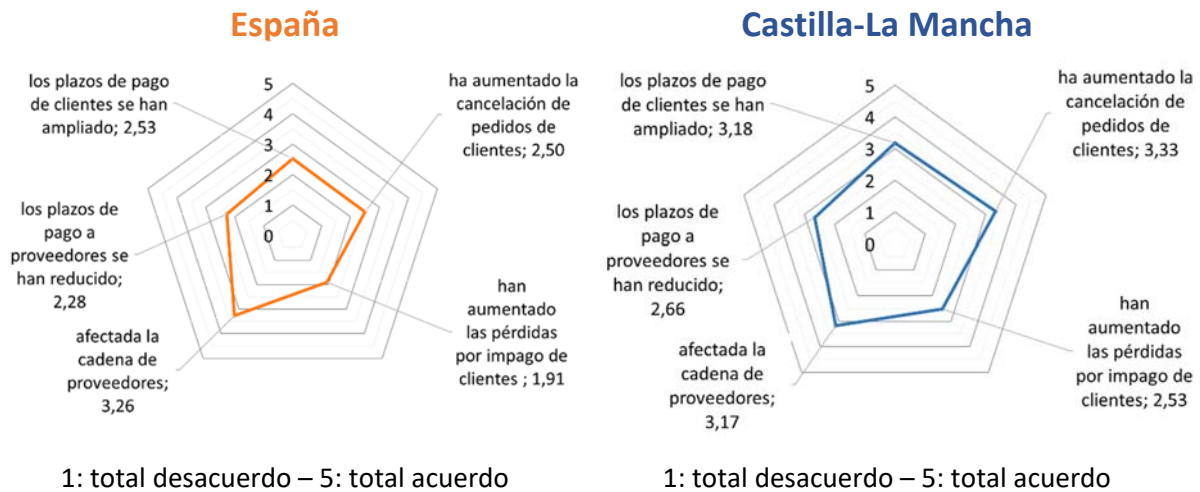 España
los plazos de pago
de clientes se han
ampliado; 2,53
ha aumentado la
cancelación de
pedidos de
clientes; 2,50
han
aumentado
las pérdidas
por impago de
clientes ; 1,91
afectada la
cadena de
proveedores;
3,26
los plazos de
pago a
proveedores se
han reducido;
2,28
5
4
3
2
1
0
1: total desacuerdo – 5: total acuerdo
Castilla-La Mancha
los plazos de pago
de clientes se han
ampliado; 3,18
ha aumentado la
cancelación de
pedidos de
clientes; 3,33
han
aumentado
las pérdidas
por impago de
clientes; 2,53
afectada la
cadena de
proveedores;
3,17
los plazos de
pago a
proveedores se
han reducido;
2,66
5
4
3
2
1
0
1: total desacuerdo – 5: total acuerdo